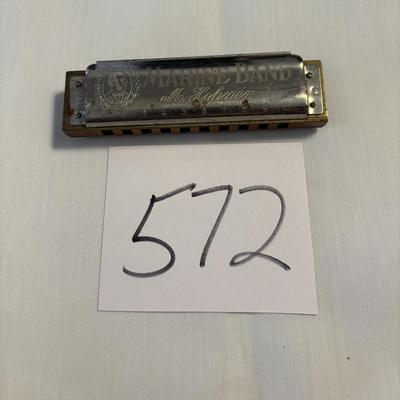 MARINE BAND
M. Hohner
572